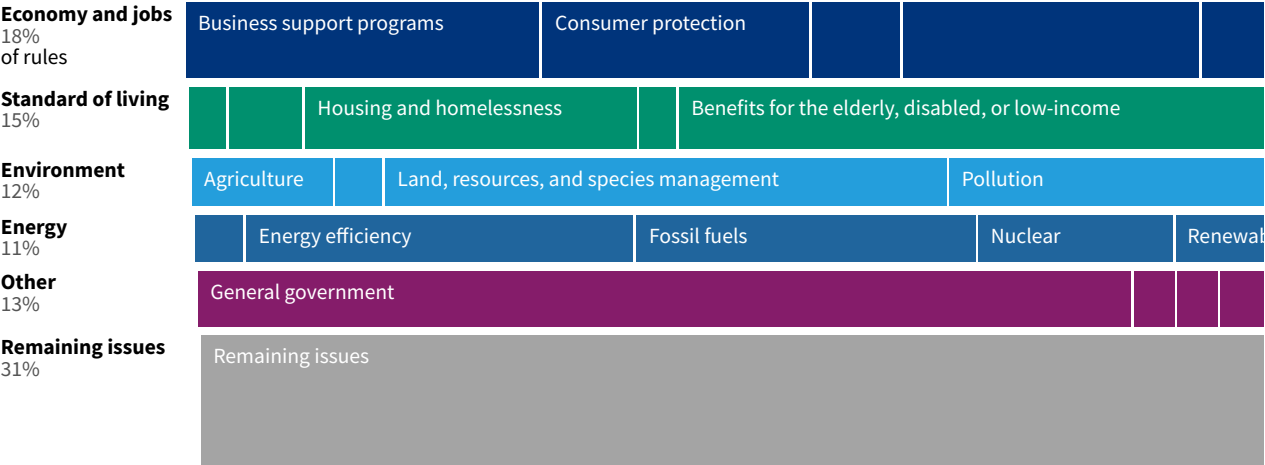 Economy and jobs
18%
of rules
Business support programs
Consumer protection
Standard of living
15%
Housing and homelessness
Benefits for the elderly, disabled, or low-income
Environment
12%
Agriculture
Land, resources, and species management
Pollution
Energy
11%
Energy efficiency
Fossil fuels
Nuclear
Other
13%
General government
Remaining issues
31%
Remaining issues